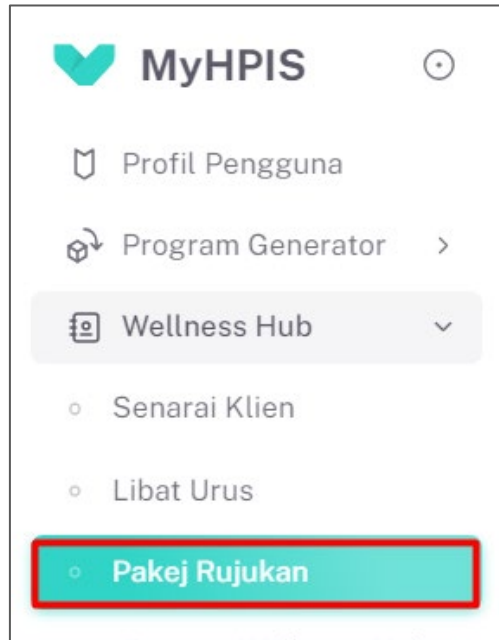 MyHPIS
Profil Pengguna
Program Generator
Wellness Hub
Senarai Klien
Libat Urus
Pakej Rujukan